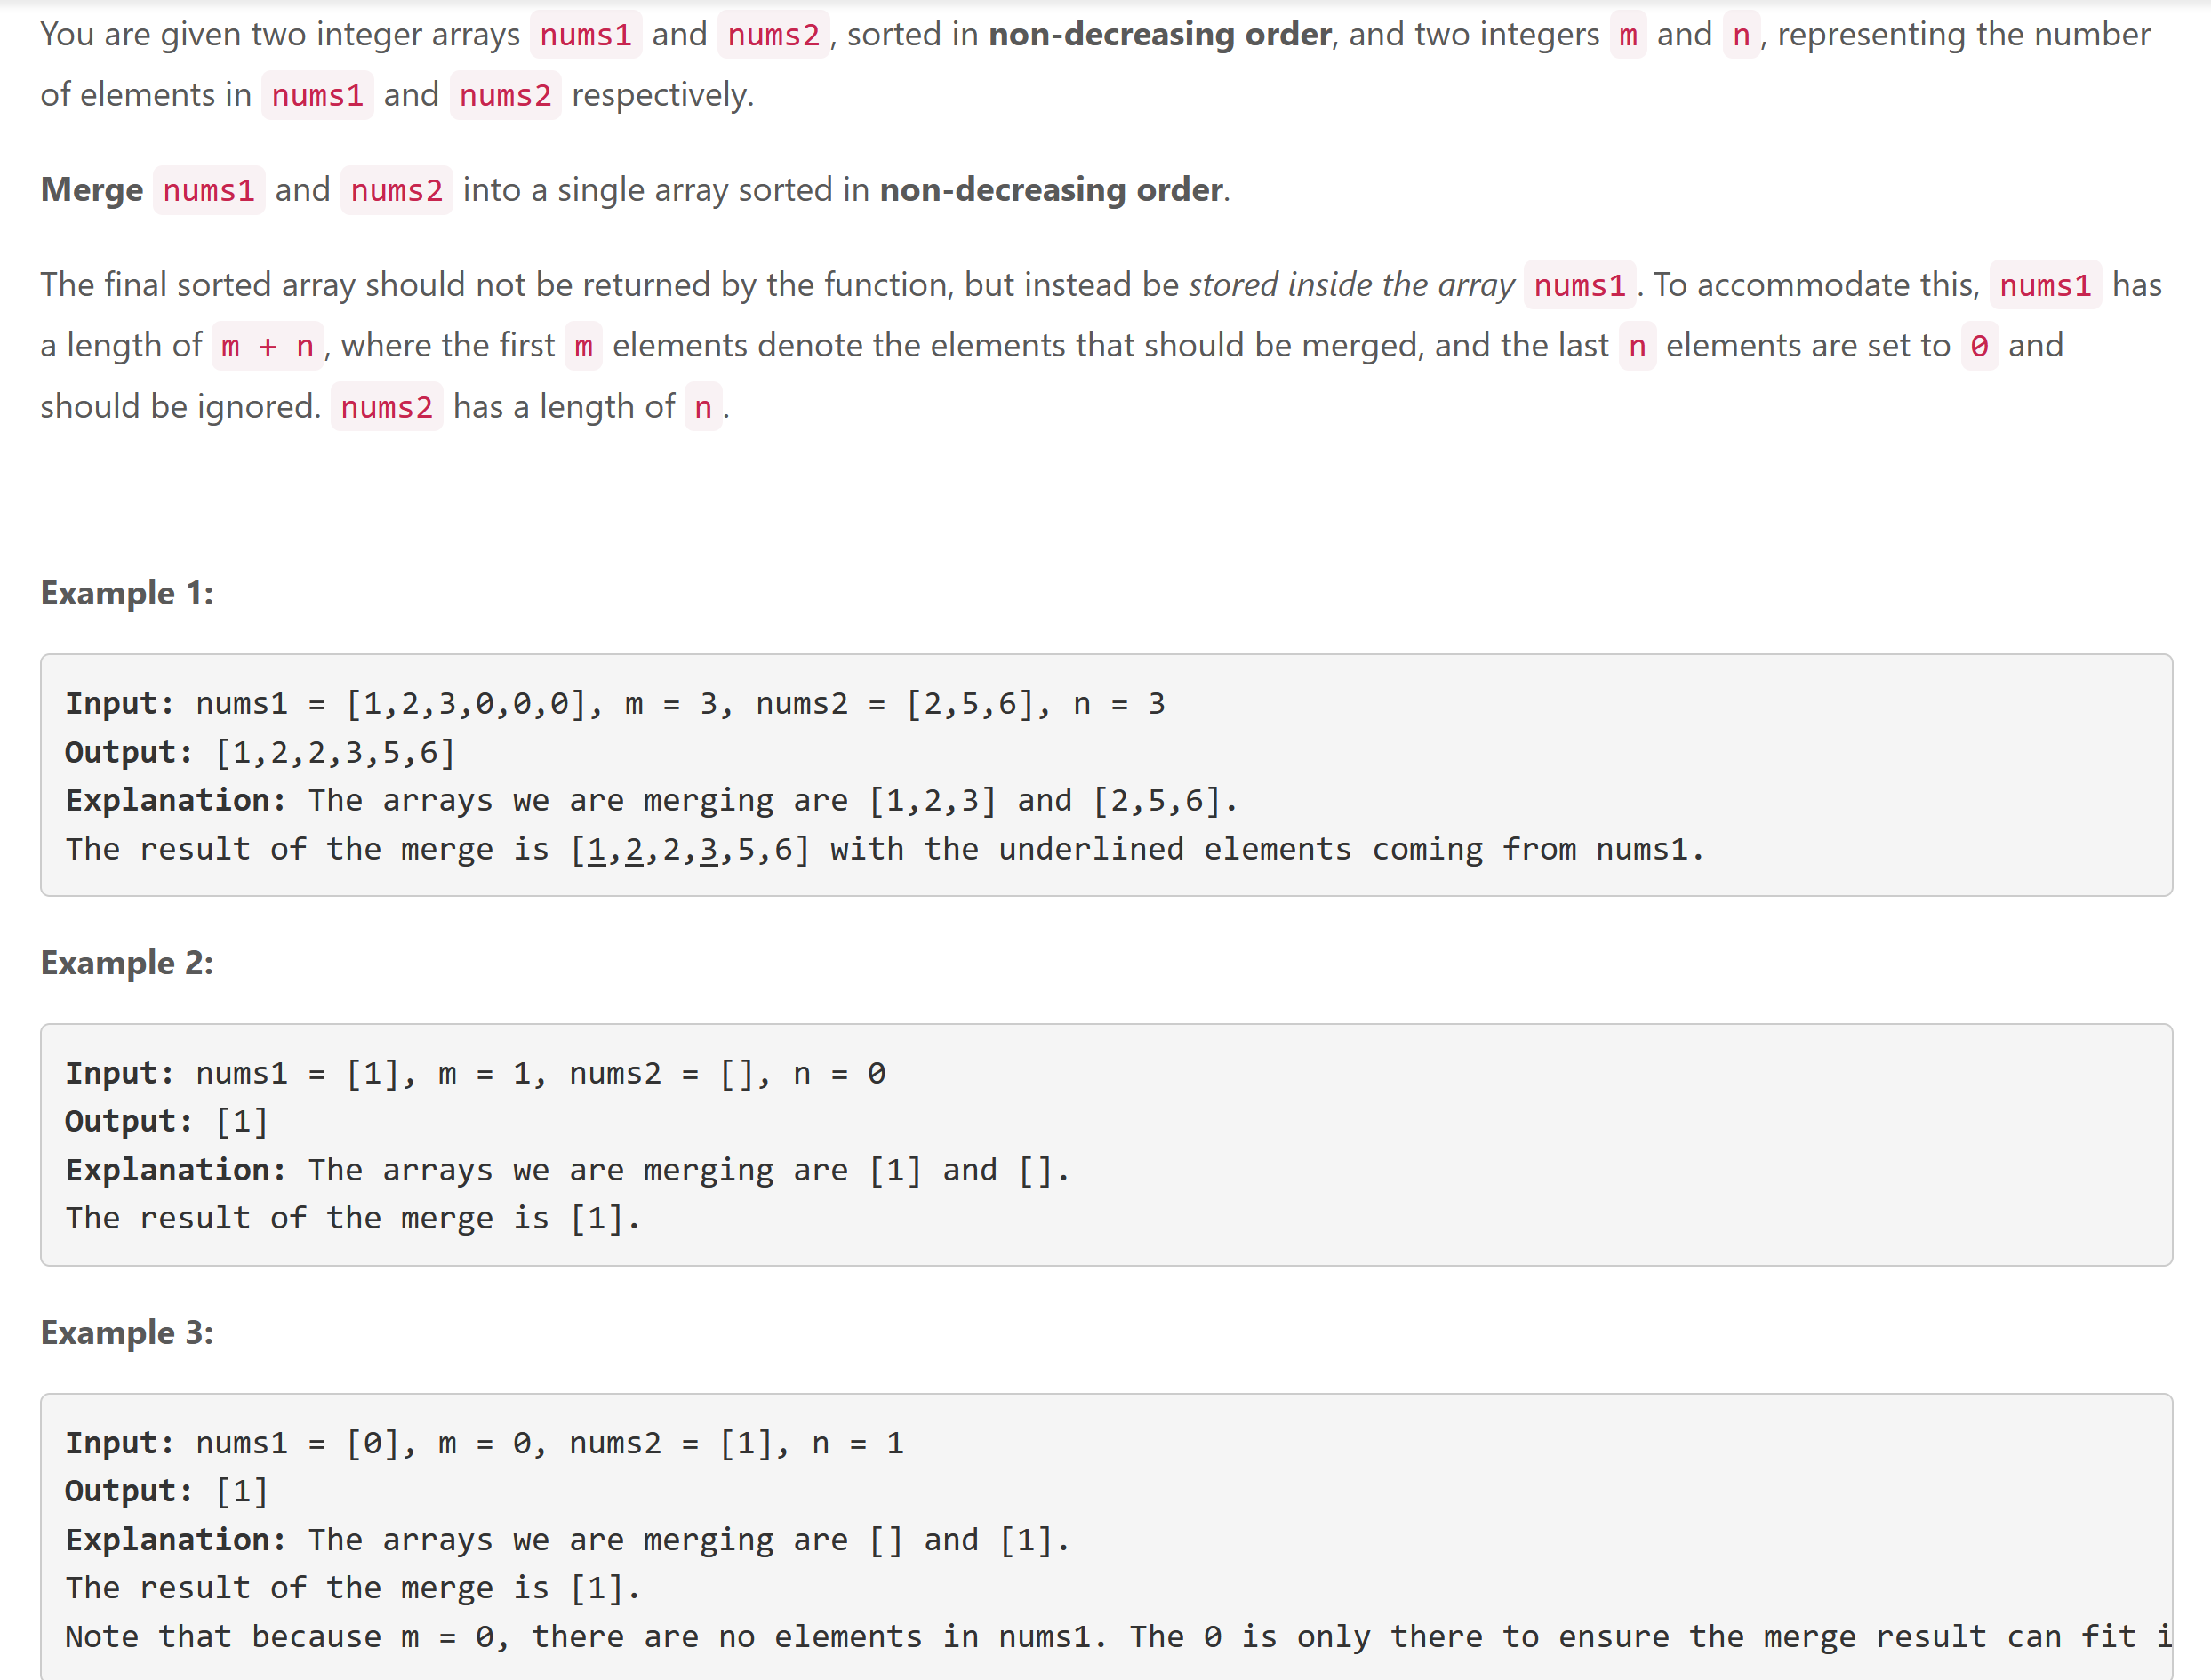 You are given two integer arrays nums1 and nums2, sorted in non-decreasing order, and two integers m and n, representing the number
of elements in nums1 and nums2 respectively.
Merge nums1 and nums2 into a single array sorted in non-decreasing order.
The final sorted array should not be returned by the function, but instead be stored inside the array nums1. To accommodate this, nums1 has
a length of m + n, where the first m elements denote the elements that should be merged, and the last n elements are set to 0 and
should be ignored. nums2 has a length of n.
Example 1:
Input: nums1 = [1,2,3,0,0,0], m = 3, nums2 = [2,5,6], n = 3
Output: [1,2,2,3,5,6]
Explanation: The arrays we are merging are [1,2,3] and [2,5,6].
The result of the merge is [1,2,2,3,5,6] with the underlined elements coming from nums1.
Example 2:
Input: nums1 = [1], m = 1, nums2 = [], n = 0
Output: [1]
Explanation: The arrays we are merging are [1] and [].
The result of the merge is [1].
Example 3:
Input: nums1 = [0], m = 0, nums2 = [1], n = 1
Output: [1]
Explanation: The arrays we are merging are [] and [1].
The result of the merge is [1].
Note that because m = 0, there are no elements in nums1. The 0 is only there to ensure the merge result can fit